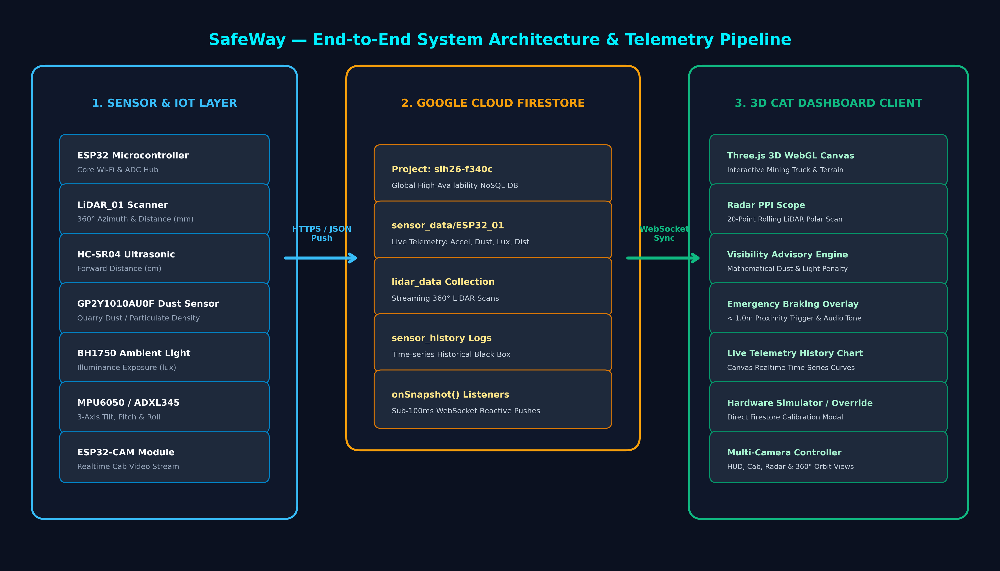 SafeWay — End-to-End System Architecture & Telemetry Pipeline
1. SENSOR & IOT LAYER
ESP32 Microcontroller
Core Wi-Fi & ADC Hub
LiDAR_01 Scanner
360° Azimuth & Distance (mm)
HC-SR04 Ultrasonic
Forward Distance (cm)
GP2Y1010AU0F Dust Sensor
Quarry Dust / Particulate Density
BH1750 Ambient Light
Illuminance Exposure (lux)
MPU6050 / ADXL345
3-Axis Tilt, Pitch & Roll
ESP32-CAM Module
Realtime Cab Video Stream
HTTPS / JSON
Push
2. GOOGLE CLOUD FIRESTORE
Project: sih26-f340c
Global High-Availability NoSQL DB
sensor_data/ESP32_01
Live Telemetry: Accel, Dust, Lux, Dist
lidar_data Collection
Streaming 360° LiDAR Scans
sensor_history Logs
Time-series Historical Black Box
onSnapshot() Listeners
Sub-100ms WebSocket Reactive Pushes
WebSocket
Sync
3. 3D CAT DASHBOARD CLIENT
Three.js 3D WebGL Canvas
Interactive Mining Truck & Terrain
Radar PPI Scope
20-Point Rolling LiDAR Polar Scan
Visibility Advisory Engine
Mathematical Dust & Light Penalty
Emergency Braking Overlay
< 1.0m Proximity Trigger & Audio Tone
Live Telemetry History Chart
Canvas Realtime Time-Series Curves
Hardware Simulator / Override
Direct Firestore Calibration Modal
Multi-Camera Controller
HUD, Cab, Radar & 360° Orbit Views